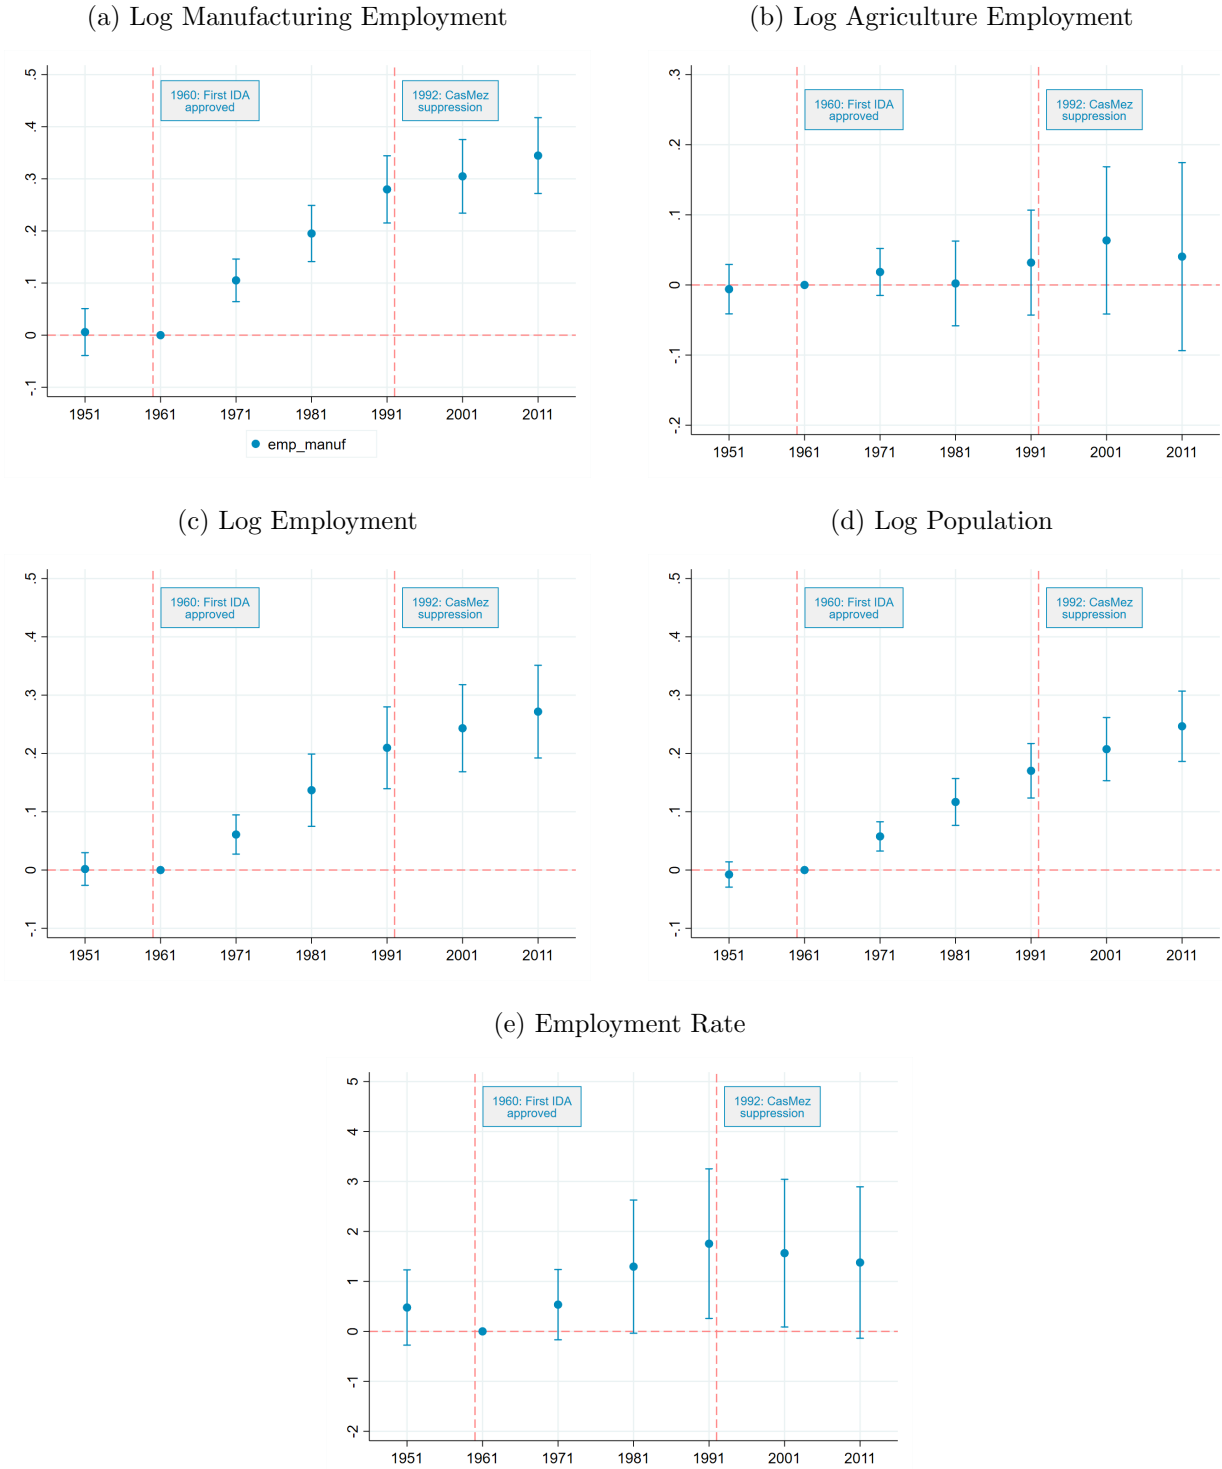 (a) Log Manufacturing Employment
.5
.4
.3
.2
.1
0
-.1
1960: First IDA
approved
1992: CasMez
suppression
1951 1961 1971 1981 1991 2001 2011
emp_manuf
(b) Log Agriculture Employment
.3
.2
.1
0
-.1
-.2
1960: First IDA
approved
1992: CasMez
suppression
1951 1961 1971 1981 1991 2001 2011
(c) Log Employment
.5
.4
.3
.2
.1
0
-.1
1960: First IDA
approved
1992: CasMez
suppression
1951 1961 1971 1981 1991 2001 2011
(d) Log Population
.5
.4
.3
.2
.1
0
-.1
1960: First IDA
approved
1992: CasMez
suppression
1951 1961 1971 1981 1991 2001 2011
(e) Employment Rate
5
4
3
2
1
0
-1
-2
1960: First IDA
approved
1992: CasMez
suppression
1951 1961 1971 1981 1991 2001 2011